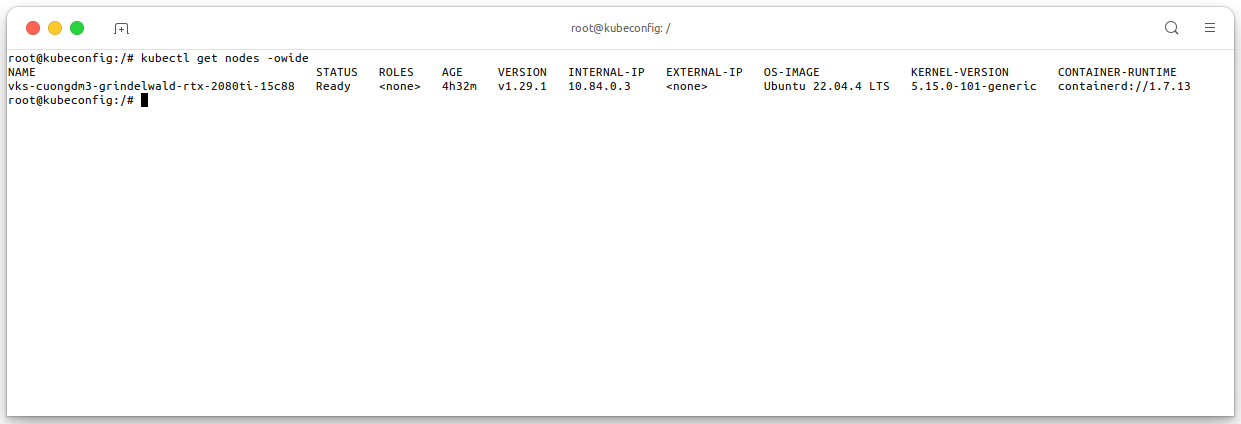 root@kubeconfig: /
root@kubeconfig:/# kubectl get nodes -owide
NAME STATUS ROLES AGE VERSION INTERNAL-IP EXTERNAL-IP OS-IMAGE KERNEL-VERSION CONTAINER-RUNTIME
vks-cuongdm3-grindelwald-rtx-2080ti-15c88 Ready <none> 4h32m v1.29.1 10.84.0.3 <none> Ubuntu 22.04.4 LTS 5.15.0-101-generic containerd://1.7.13
root@kubeconfig:/#